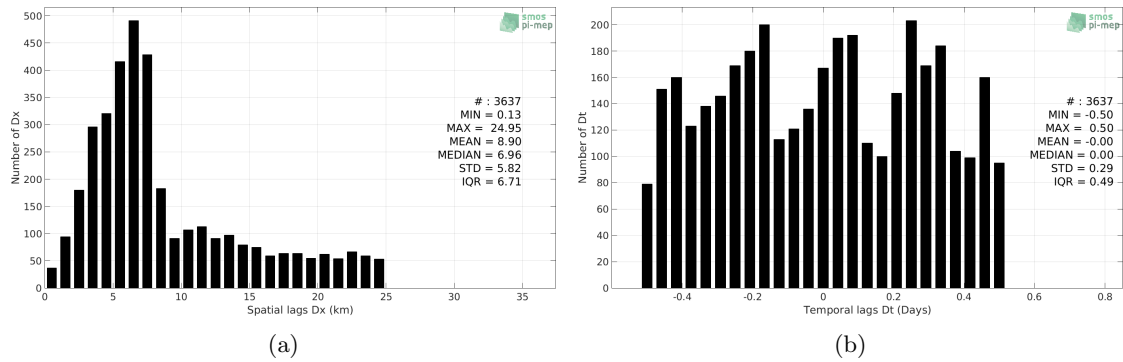 500
450
400
350
300
250
200
150
100
50
0
Number of Dx
0 5 10 15 20 25 30 35
Spatial lags Dx (km)
smos
pi-mep
# : 3637
MIN = 0.13
MAX = 24.95
MEAN = 8.90
MEDIAN = 6.96
STD = 5.82
IQR = 6.71
(a)
200
180
160
140
120
100
80
60
40
20
0
Number of Dt
-0.4 -0.2 0 0.2 0.4 0.6 0.8
Temporal lags Dt (Days)
smos
pi-mep
# : 3637
MIN = -0.50
MAX = 0.50
MEAN = -0.00
MEDIAN = 0.00
STD = 0.29
IQR = 0.49
(b)